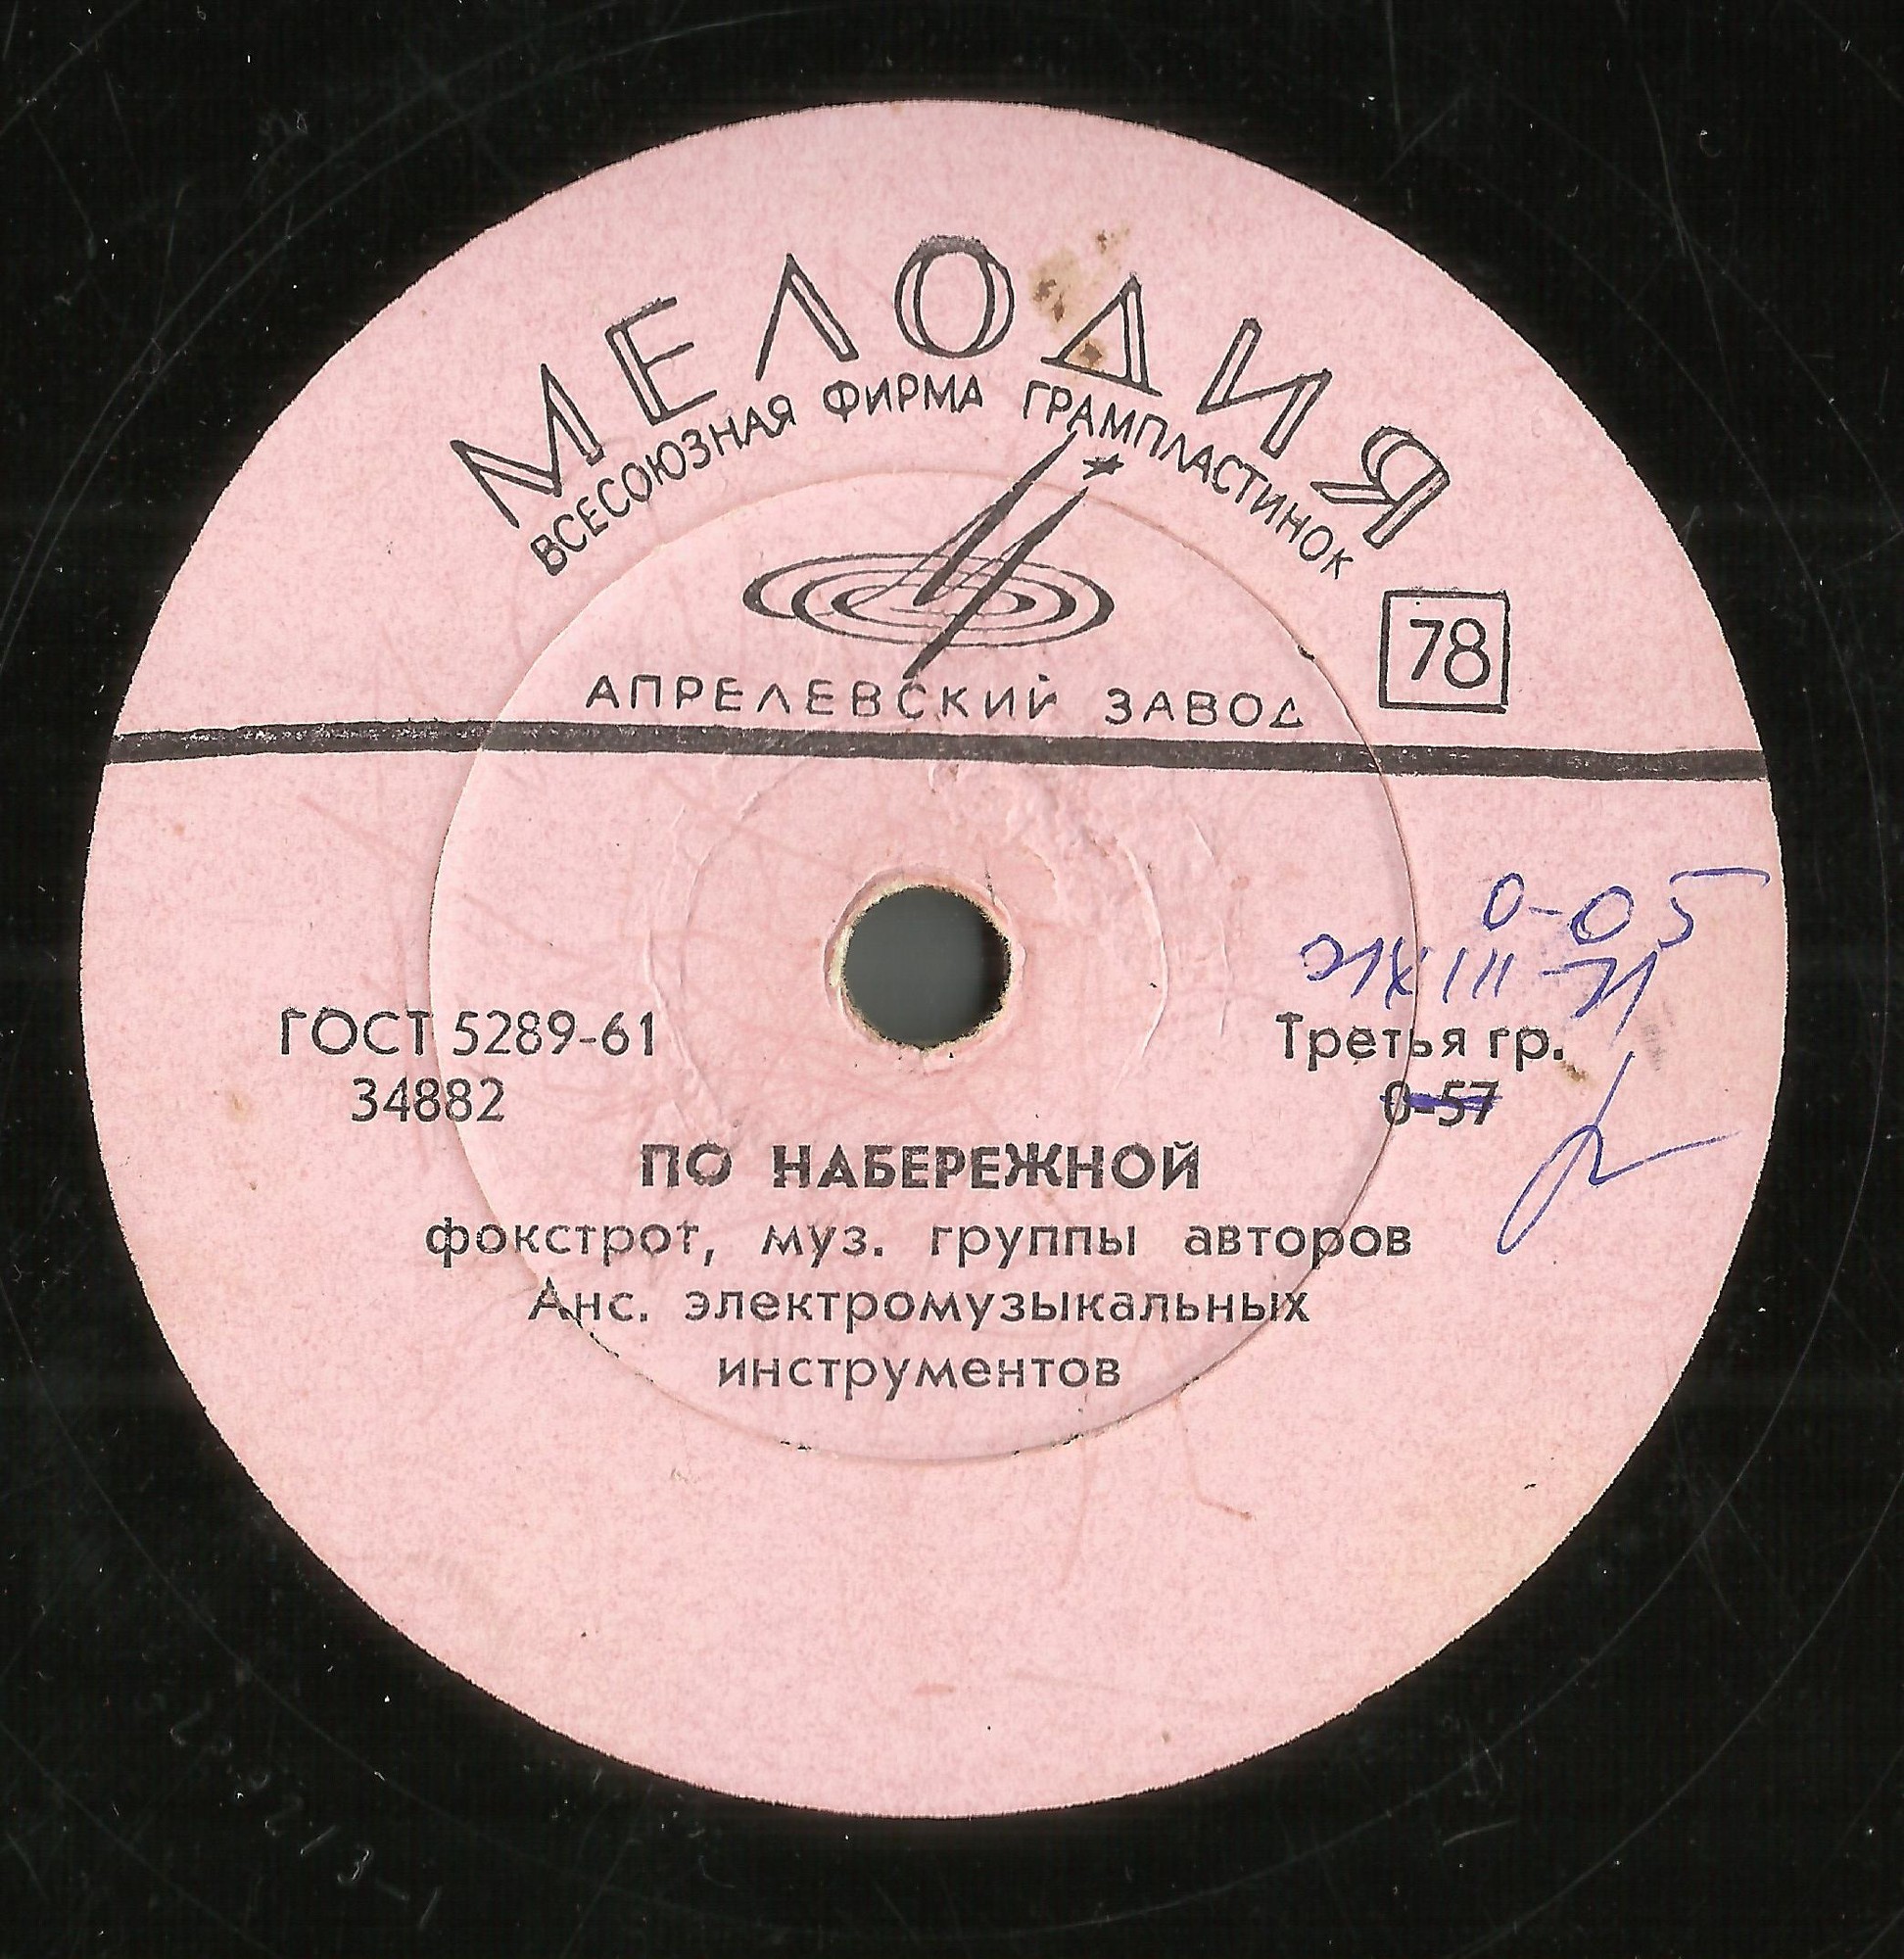 МЕЛОДИЯ
ВСЕСОЮЗНАЯ ФИРМА ГРАМПЛАСТИНОК
78
АПРЕЛЕВСКИЙ ЗАВОД
0-05
ГОСТ 5289-61
34882
Третья гр.
0-57
ПО НАБЕРЕЖНОЙ
фокстрот, муз. группы авторов
Анс. электромузыкальных
инструментов